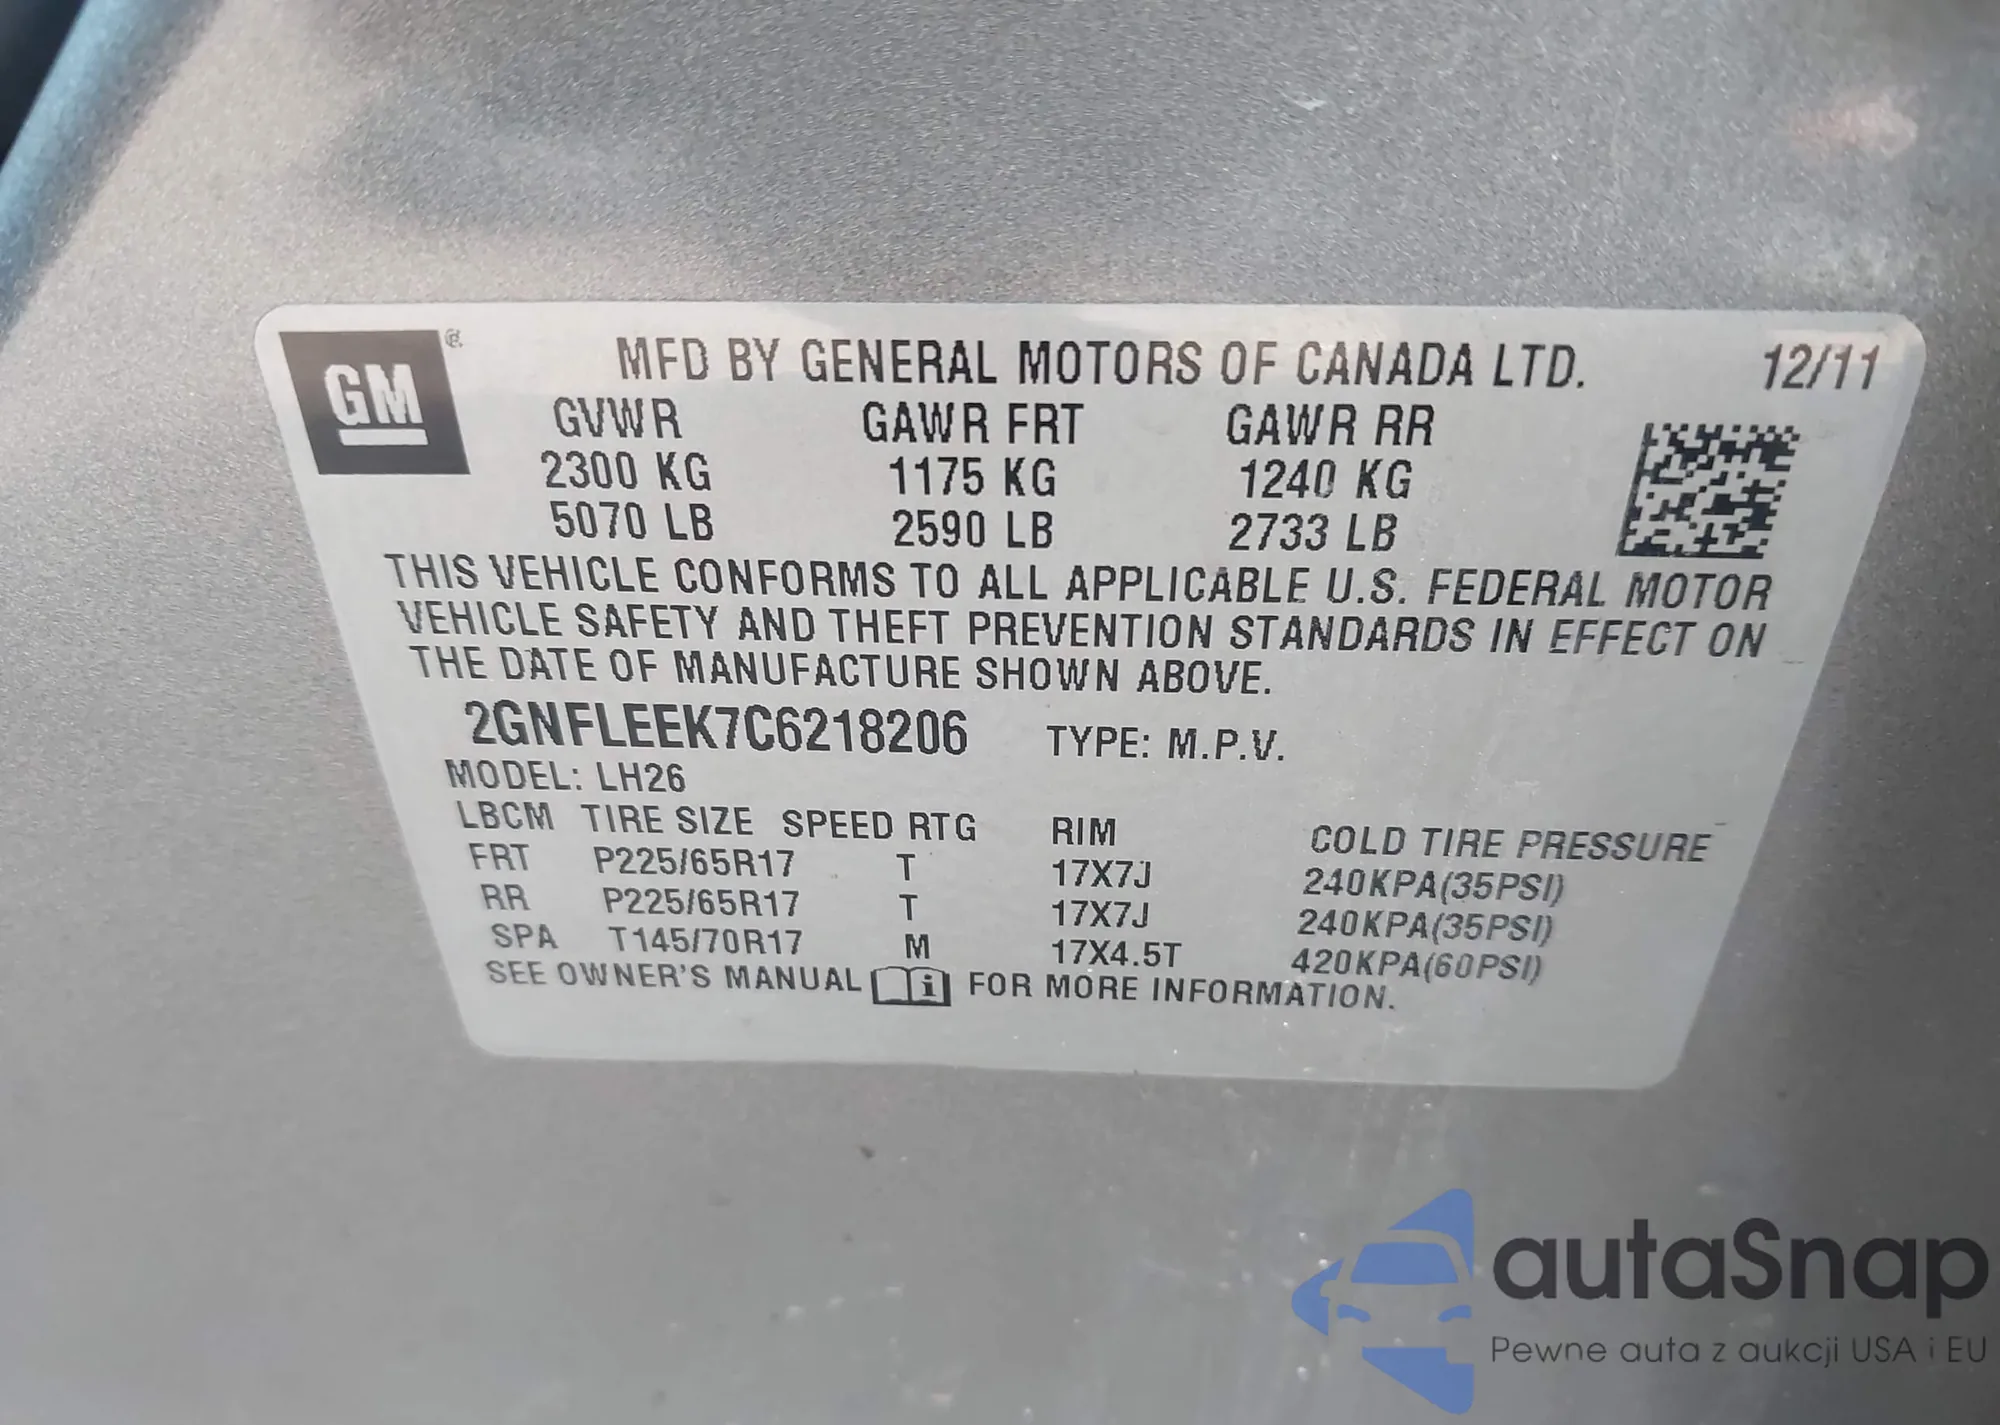 GM ®
MFD BY GENERAL MOTORS OF CANADA LTD. 12/11
GVWR GAWR FRT GAWR RR
2300 KG 1175 KG 1240 KG
5070 LB 2590 LB 2733 LB
THIS VEHICLE CONFORMS TO ALL APPLICABLE U.S. FEDERAL MOTOR
VEHICLE SAFETY AND THEFT PREVENTION STANDARDS IN EFFECT ON
THE DATE OF MANUFACTURE SHOWN ABOVE.
2GNFLEEK7C6218206 TYPE: M.P.V.
MODEL: LH26
LBCM TIRE SIZE SPEED RTG RIM COLD TIRE PRESSURE
FRT P225/65R17 T 17X7J 240KPA(35PSI)
RR P225/65R17 T 17X7J 240KPA(35PSI)
SPA T145/70R17 M 17X4.5T 420KPA(60PSI)
SEE OWNER'S MANUAL i FOR MORE INFORMATION.
autaSnap
Pewne auta z aukcji USA i EU